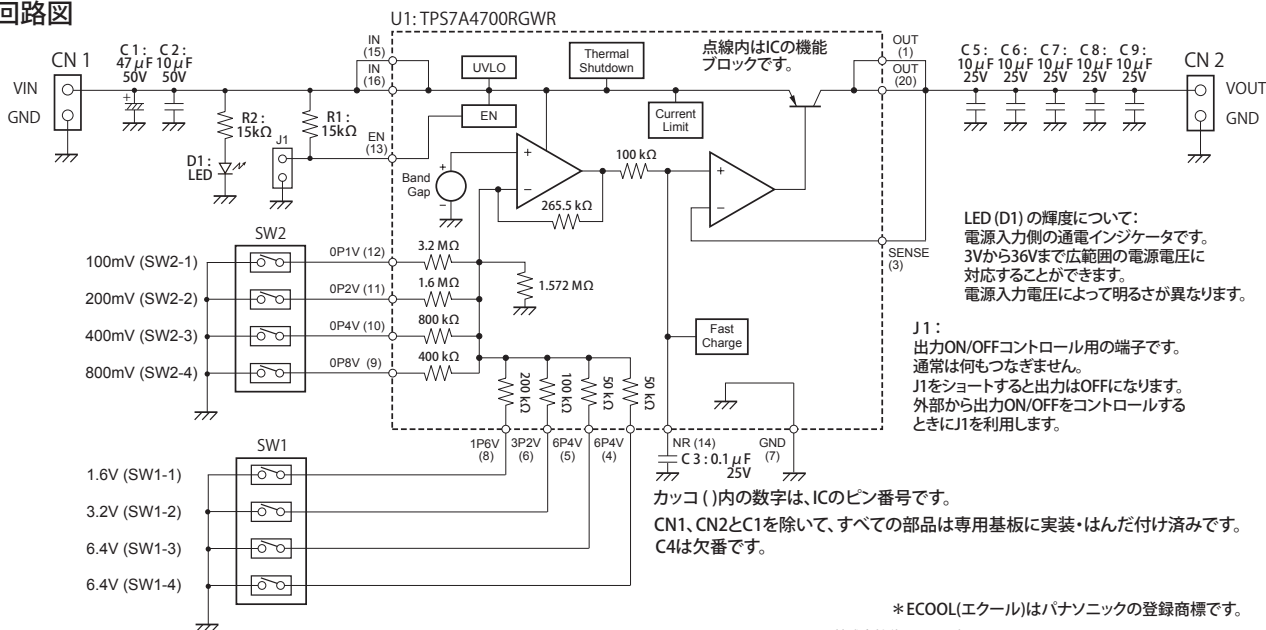 回路図
U1: TPS7A4700RGWR
CN 1
VIN
GND
C1:
47μF
50V
+
C2:
10μF
50V
R2:
15kΩ
D1:
LED
R1:
15kΩ
J1
IN
(15)
IN
(16)
EN
(13)
UVLO
EN
Thermal
Shutdown
Current
Limit
点線内はICの機能
ブロックです。
OUT
(1)
OUT
(20)
C5:
10μF
25V
C6:
10μF
25V
C7:
10μF
25V
C8:
10μF
25V
C9:
10μF
25V
CN 2
VOUT
GND
Band
Gap
+
−
+
−
265.5 kΩ
100 kΩ
+
−
SENSE
(3)
LED (D1) の輝度について:
電源入力側の通電インジケータです。
3Vから36Vまで広範囲の電源電圧に
対応することができます。
電源入力電圧によって明るさが異なります。
J1:
出力ON/OFFコントロール用の端子です。
通常は何もつなぎません。
J1をショートすると出力はOFFになります。
外部から出力ON/OFFをコントロールする
ときにJ1を利用します。
SW2
100mV (SW2-1)
200mV (SW2-2)
400mV (SW2-3)
800mV (SW2-4)
0P1V (12)
0P2V (11)
0P4V (10)
0P8V (9)
3.2 MΩ
1.6 MΩ
800 kΩ
400 kΩ
1.572 MΩ
200 kΩ
100 kΩ
50 kΩ
50 kΩ
Fast
Charge
1P6V
(8)
3P2V
(6)
6P4V
(5)
6P4V
(4)
NR (14)
C3:0.1μF
25V
GND
(7)
SW1
1.6V (SW1-1)
3.2V (SW1-2)
6.4V (SW1-3)
6.4V (SW1-4)
カッコ ( )内の数字は、ICのピン番号です。
CN1、CN2とC1を除いて、すべての部品は専用基板に実装・はんだ付け済みです。
C4は欠番です。
*ECOOL(エクール)はパナソニックの登録商標です。